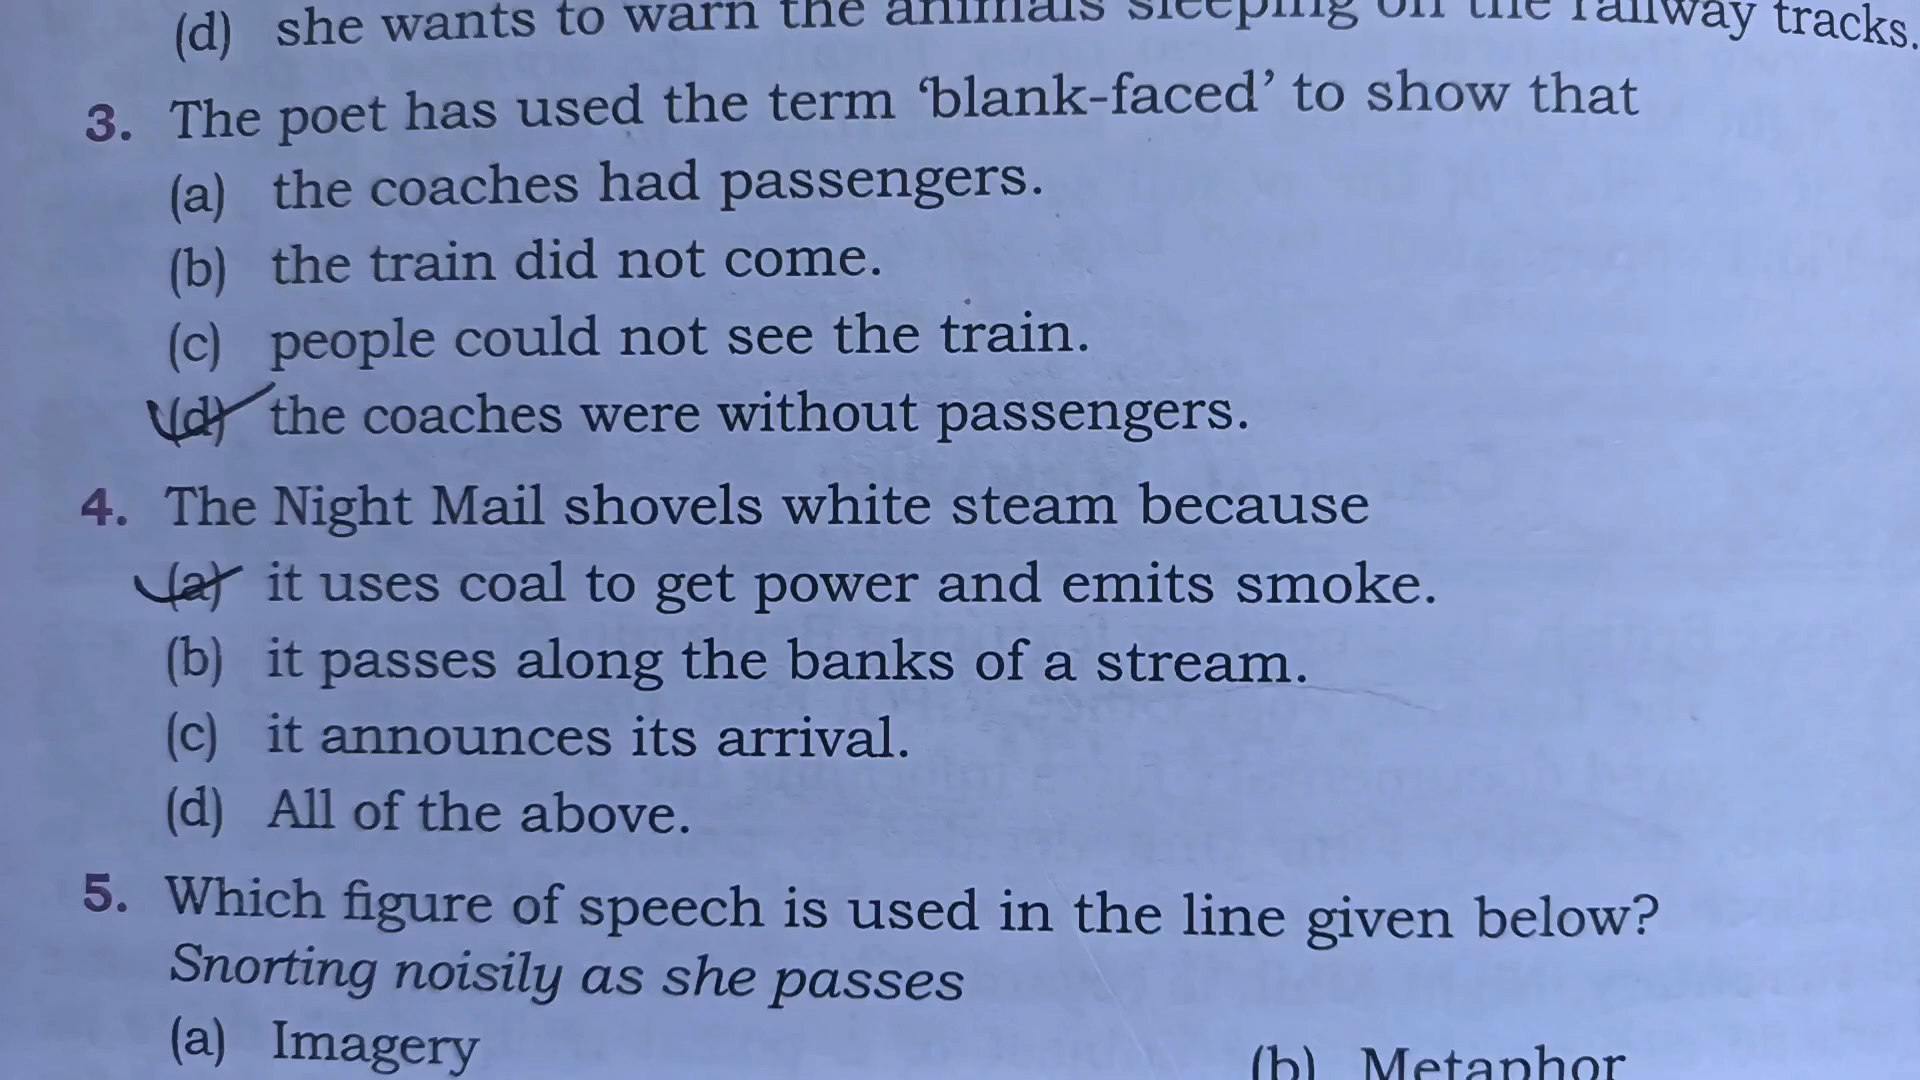 (d) she wants to warn the animals sleeping on the railway tracks.
3. The poet has used the term ‘blank-faced’ to show that
(a) the coaches had passengers.
(b) the train did not come.
(c) people could not see the train.
(d) the coaches were without passengers.
4. The Night Mail shovels white steam because
(a) it uses coal to get power and emits smoke.
(b) it passes along the banks of a stream.
(c) it announces its arrival.
(d) All of the above.
5. Which figure of speech is used in the line given below?
Snorting noisily as she passes
(a) Imagery (b) Metaphor